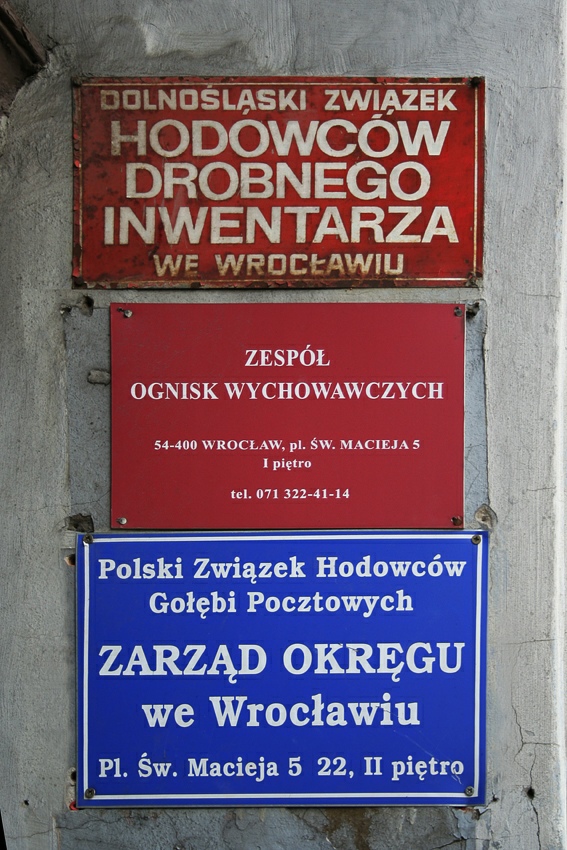 DOLNOŚLĄSKI ZWIĄZEK
HODOWCÓW
DROBNEGO
INWENTARZA
WE WROCŁAWIU
ZESPÓŁ
OGNISK WYCHOWAWCZYCH
54-400 WROCŁAW, pl. ŚW. MACIEJA 5
I piętro
tel. 071 322-41-14
Polski Związek Hodowców
Gołębi Pocztowych
ZARZĄD OKRĘGU
we Wrocławiu
Pl. Św. Macieja 5 22, II piętro